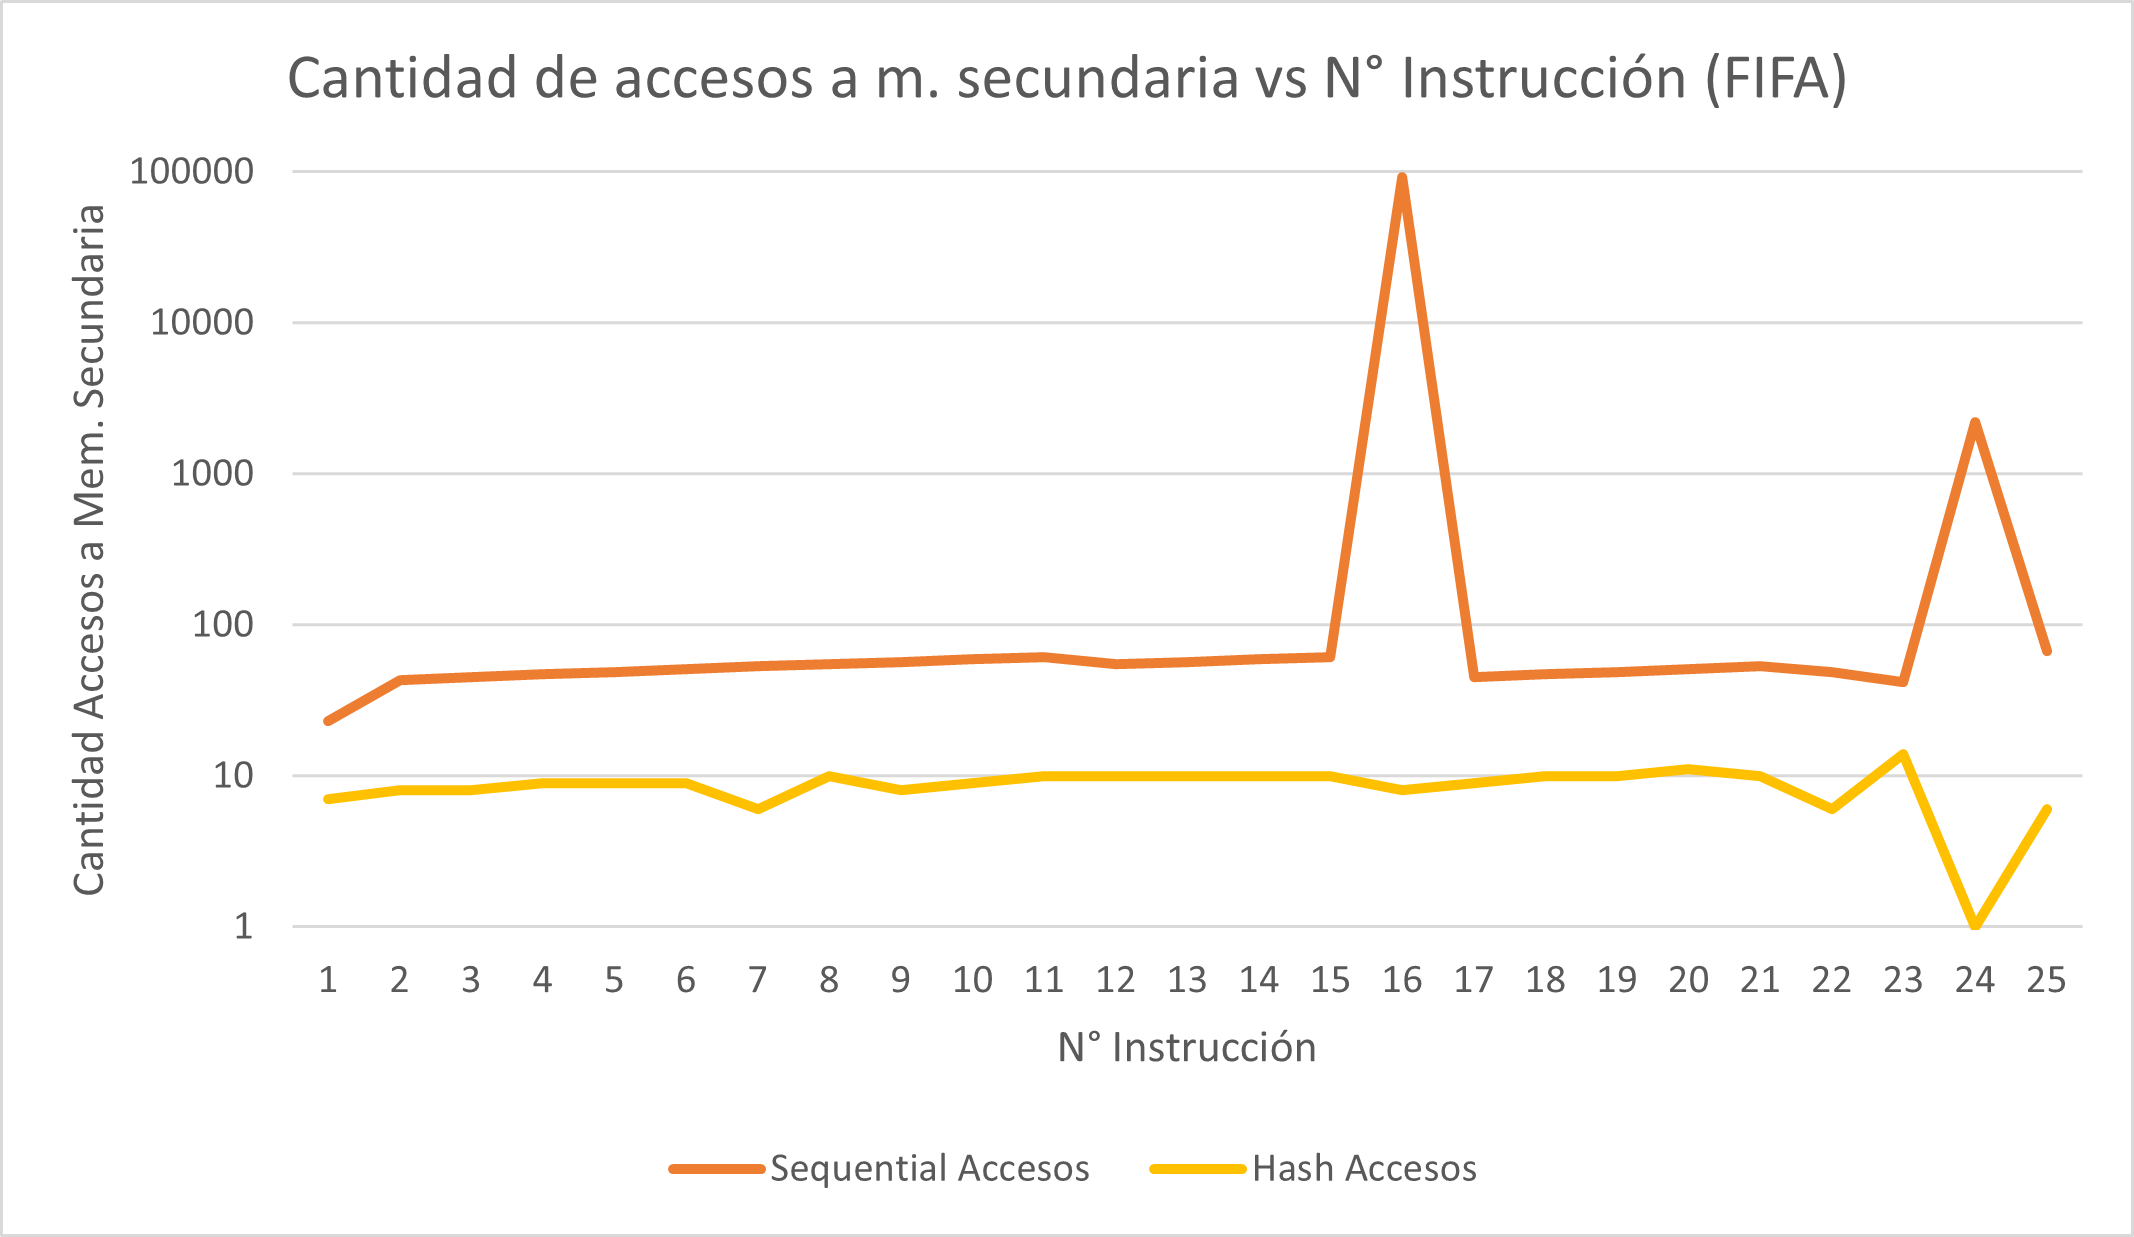 Cantidad de accesos a m. secundaria vs N° Instrucción (FIFA)
Cantidad Accesos a Mem. Secundaria
100000
10000
1000
100
10
1
1 2 3 4 5 6 7 8 9 10 11 12 13 14 15 16 17 18 19 20 21 22 23 24 25
N° Instrucción
Sequential Accesos Hash Accesos